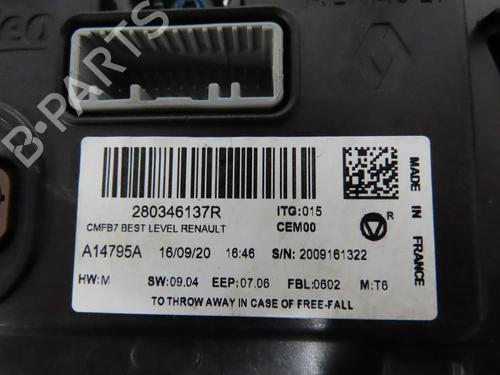 280346137R
ITG:015
CMFB7 BEST LEVEL RENAULT
CEM00
R
A14795A 16/09/20 16:46 S/N: 2009161322
HW:M SW:09.04 EEP:07.06 FBL:0602 M:T6
TO THROW AWAY IN CASE OF FREE-FALL
MADE IN FRANCE
B-PARTS